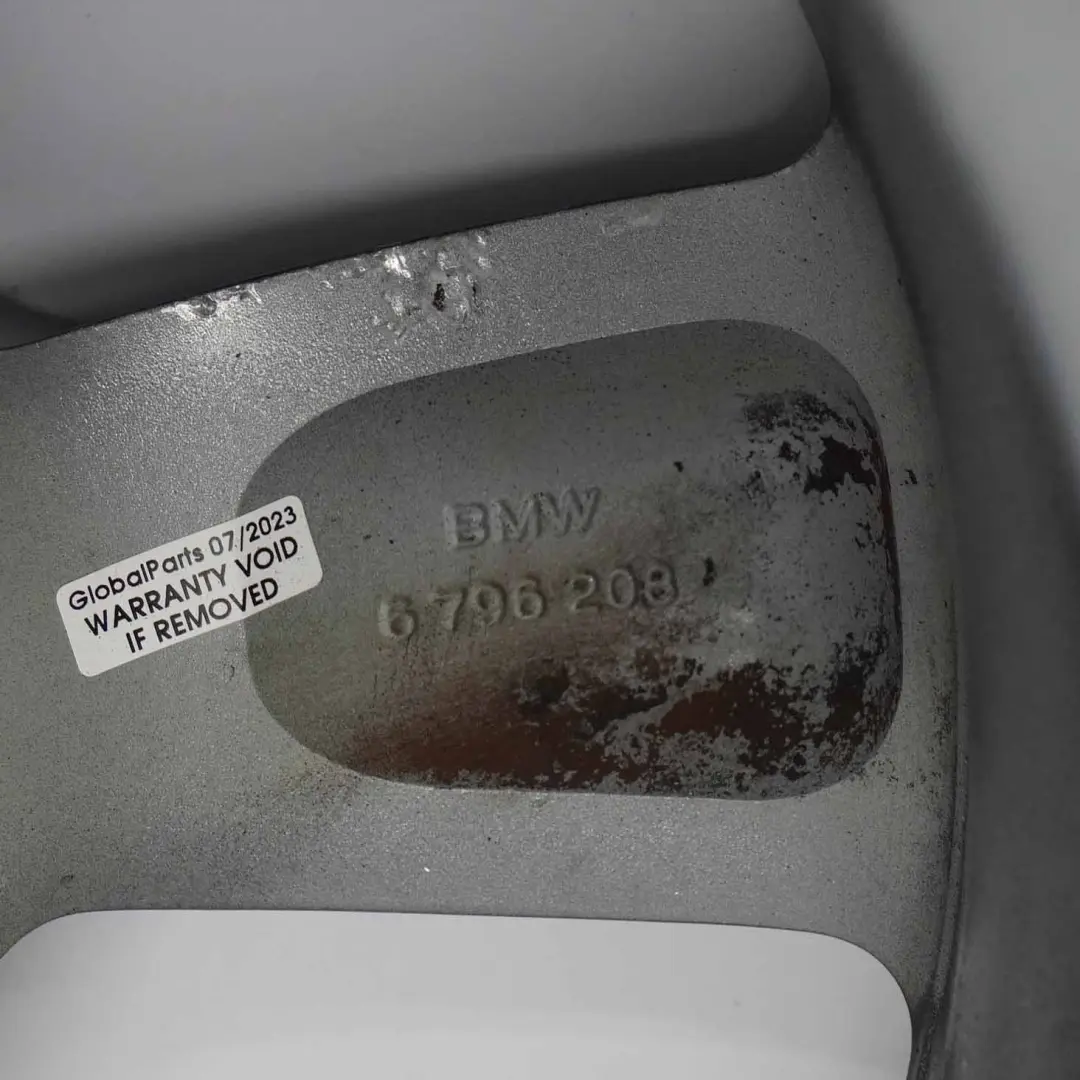 GlobalParts 07/2023
WARRANTY VOID
IF REMOVED
BMW
6 796 208